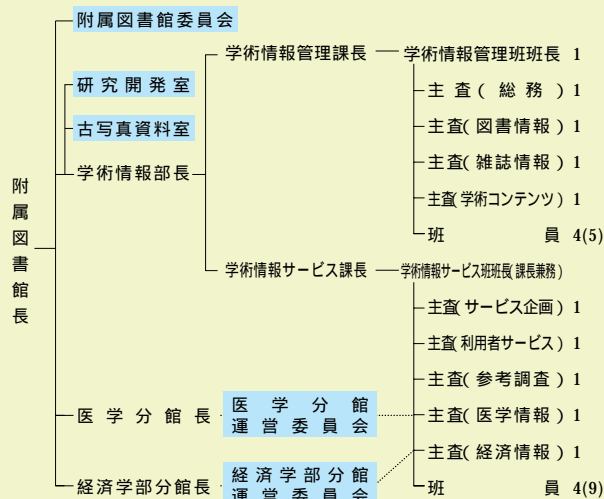 附属図書館長
附属図書館委員会
研究開発室
古写真資料室
学術情報部長
学術情報管理課長
学術情報管理班班長 1
主査(総務) 1
主査(図書情報) 1
主査(雑誌情報) 1
主査(学術コンテンツ) 1
班員 4(5)
学術情報サービス課長
学術情報サービス班班長(課長兼務)
主査(サービス企画) 1
主査(利用者サービス) 1
主査(参考調査) 1
主査(医学情報) 1
主査(経済情報) 1
班員 4(9)
医学分館長
医学分館
運営委員会
経済学部分館長
経済学部分館
運営委員会